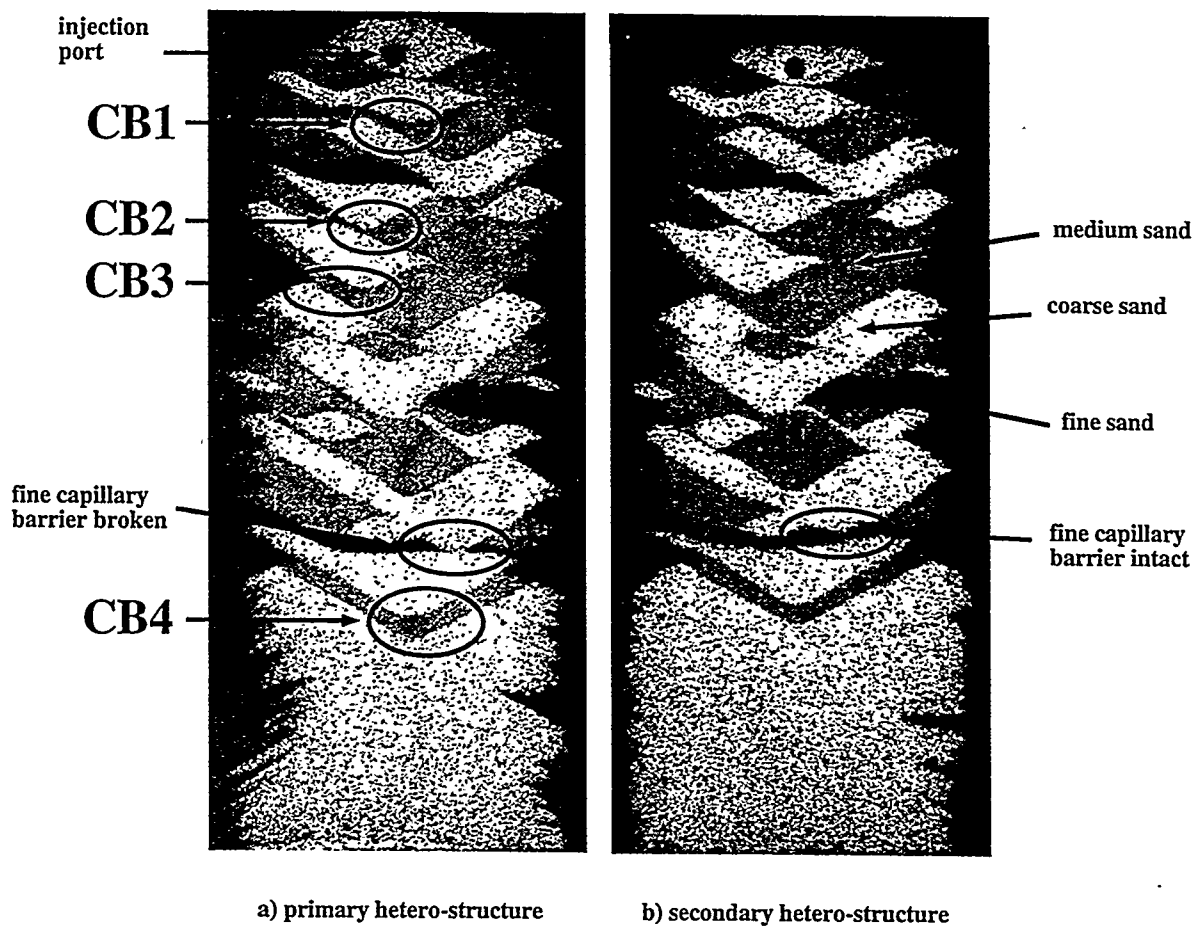 injection
port
CB1
CB2
CB3
medium sand
coarse sand
fine sand
fine capillary
barrier broken
fine capillary
barrier intact
CB4
a) primary hetero-structure
b) secondary hetero-structure